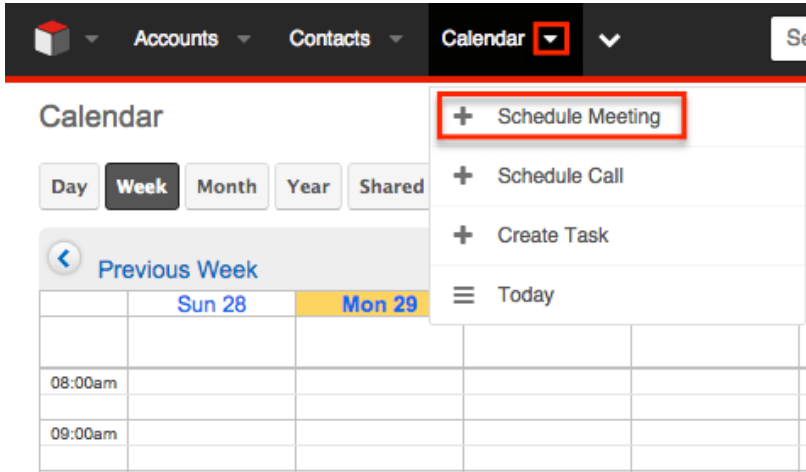 Accounts Contacts Calendar
Calendar
Schedule Meeting
Day Week Month Year Shared
Schedule Call
Create Task
Previous Week
Today
Sun 28 Mon 29
08:00am
09:00am